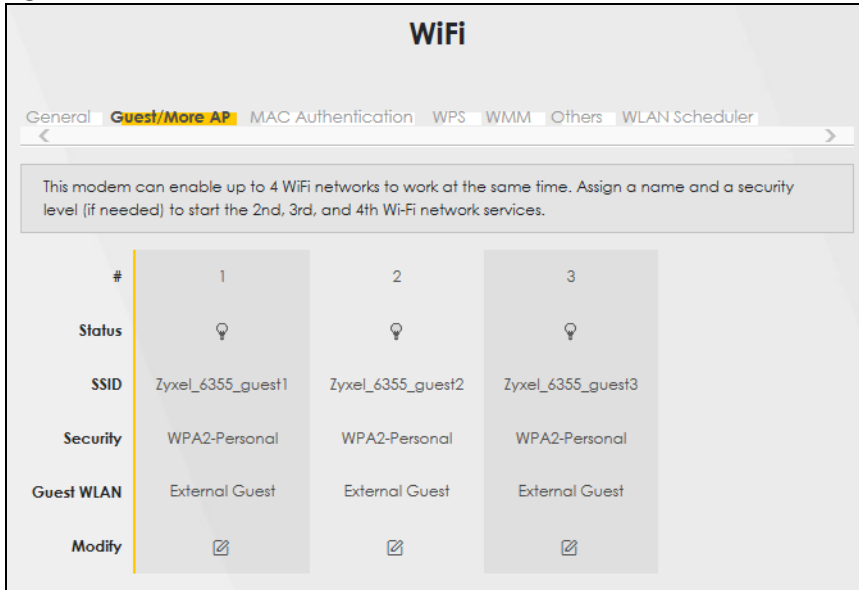 WiFi
General Guest/More AP MAC Authentication WPS WMM Others WLAN Scheduler
This modem can enable up to 4 WiFi networks to work at the same time. Assign a name and a security
level (if needed) to start the 2nd, 3rd, and 4th Wi-Fi network services.
# 1 2 3
Status
SSID Zyxel_6355_guest1 Zyxel_6355_guest2 Zyxel_6355_guest3
Security WPA2-Personal WPA2-Personal WPA2-Personal
Guest WLAN External Guest External Guest External Guest
Modify